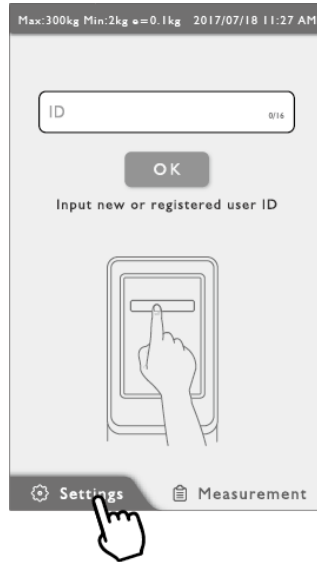 Max:300kg Min:2kg e=0.1kg 2017/07/18 11:27 AM
ID 0/16
OK
Input new or registered user ID
Settings Measurement